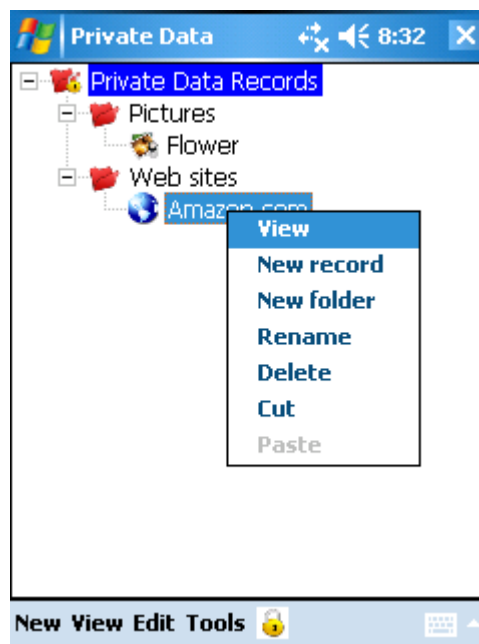 Private Data 8:32
Private Data Records
Pictures
Flower
Web sites
Amazon.com
View
New record
New folder
Rename
Delete
Cut
Paste
New View Edit Tools